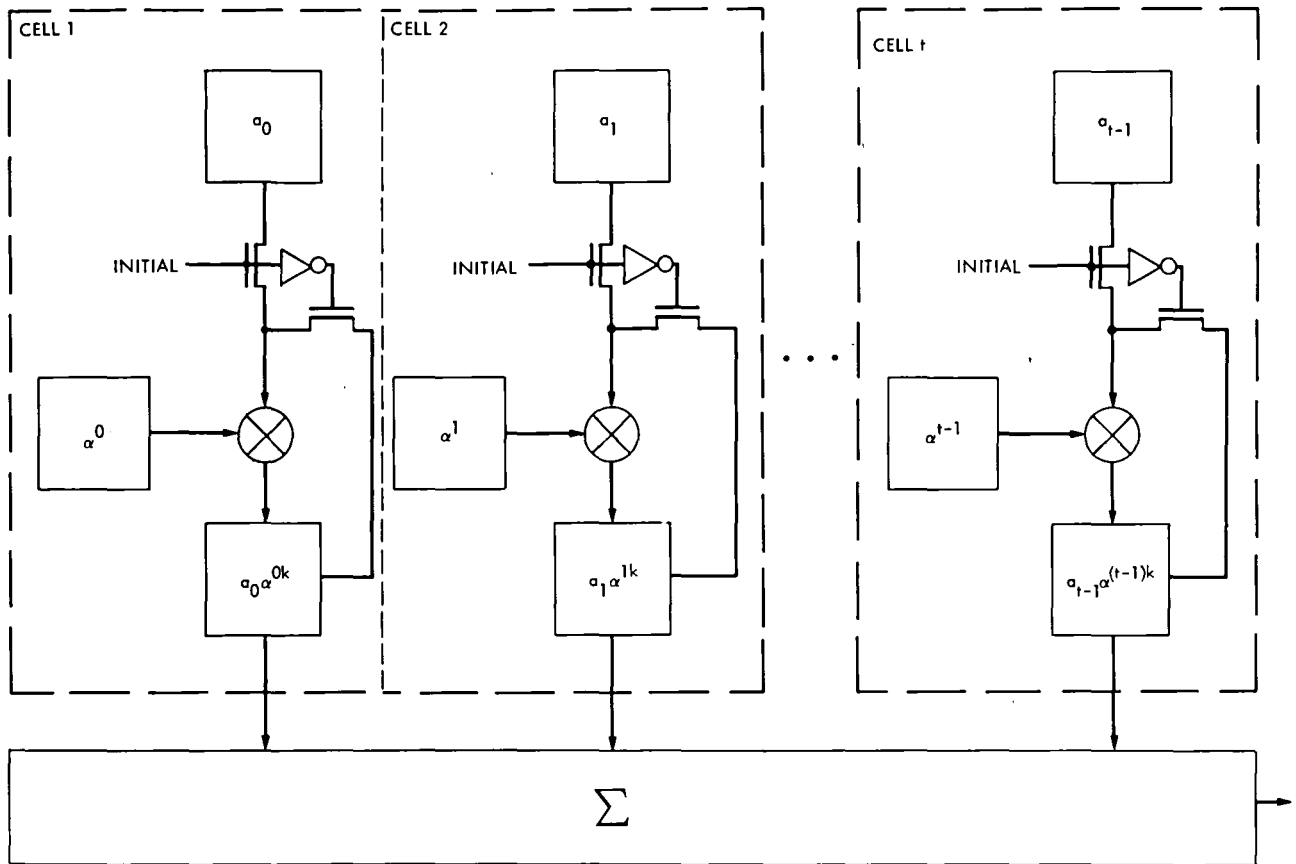 CELL 1
a₀
INITIAL
α⁰
a₀α⁰ᵏ
CELL 2
a₁
INITIAL
α¹
a₁α¹ᵏ
• • •
CELL t
aₜ₋₁
INITIAL
αᵗ⁻¹
aₜ₋₁α⁽ᵗ⁻¹⁾ᵏ
Σ